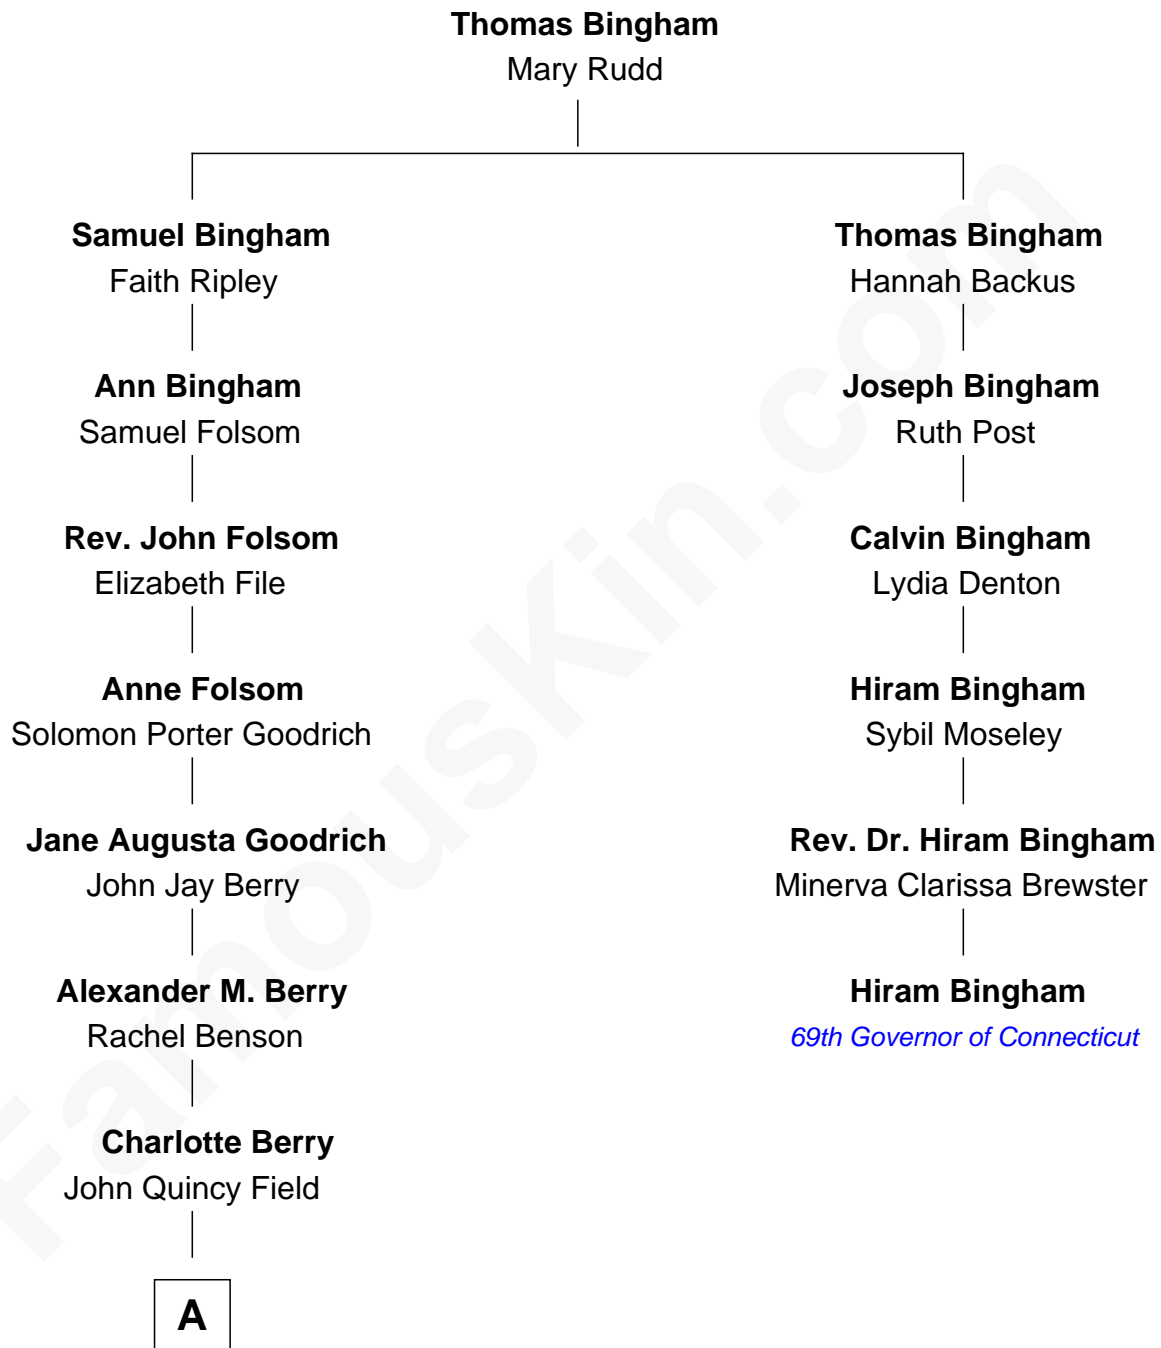 Thomas Bingham
Mary Rudd
Samuel Bingham
Faith Ripley
Thomas Bingham
Hannah Backus
Ann Bingham
Samuel Folsom
Joseph Bingham
Ruth Post
Rev. John Folsom
Elizabeth File
Calvin Bingham
Lydia Denton
Anne Folsom
Solomon Porter Goodrich
Hiram Bingham
Sybil Moseley
Jane Augusta Goodrich
John Jay Berry
Rev. Dr. Hiram Bingham
Minerva Clarissa Brewster
Alexander M. Berry
Rachel Benson
Hiram Bingham
69th Governor of Connecticut
Charlotte Berry
John Quincy Field
A
FamousKin.com